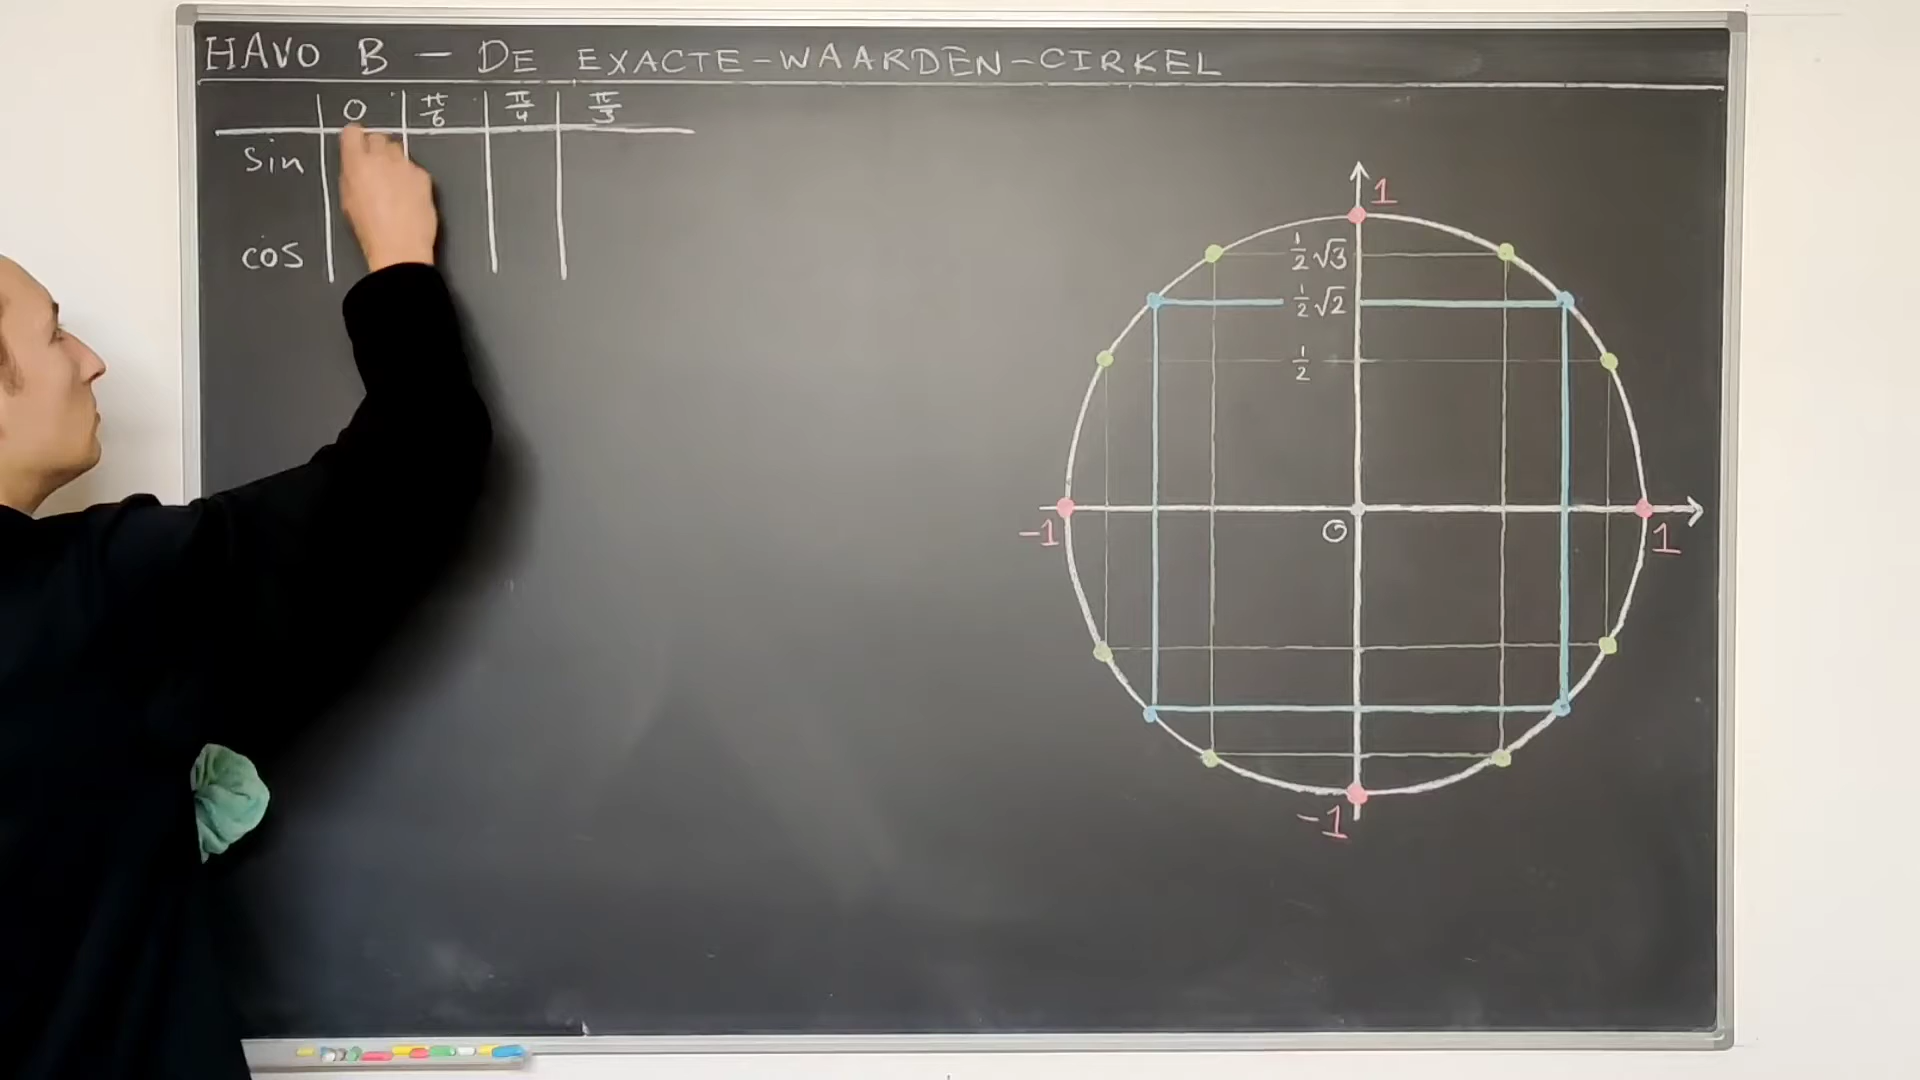 HAVO B – DE EXACTE-WAARDEN-CIRKEL
0 π/6 π/4 π/3
sin
cos
1
½√3
½√2
½
-1 O 1
-1